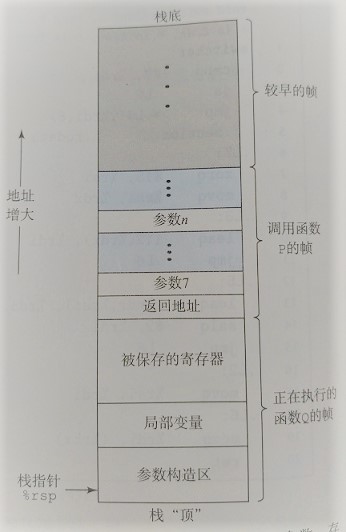 栈底
较早的帧
地址
增大
参数n
调用函数
P的帧
参数7
返回地址
被保存的寄存器
正在执行的
函数Q的帧
局部变量
栈指针
%rsp
参数构造区
栈“顶”